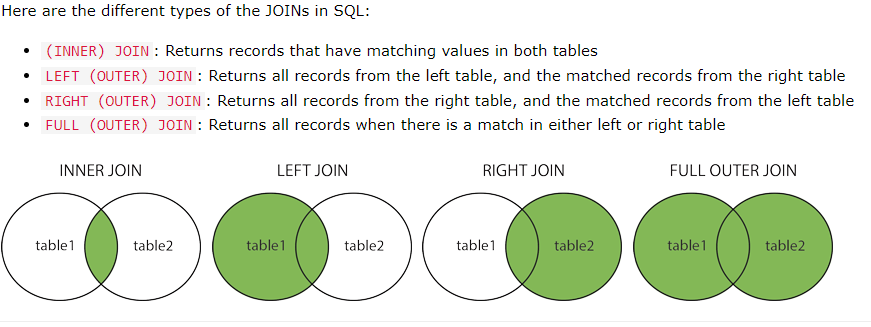 Here are the different types of the JOINs in SQL:
(INNER) JOIN : Returns records that have matching values in both tables
LEFT (OUTER) JOIN : Returns all records from the left table, and the matched records from the right table
RIGHT (OUTER) JOIN : Returns all records from the right table, and the matched records from the left table
FULL (OUTER) JOIN : Returns all records when there is a match in either left or right table
INNER JOIN LEFT JOIN RIGHT JOIN FULL OUTER JOIN
table1 table2 table1 table2 table1 table2 table1 table2